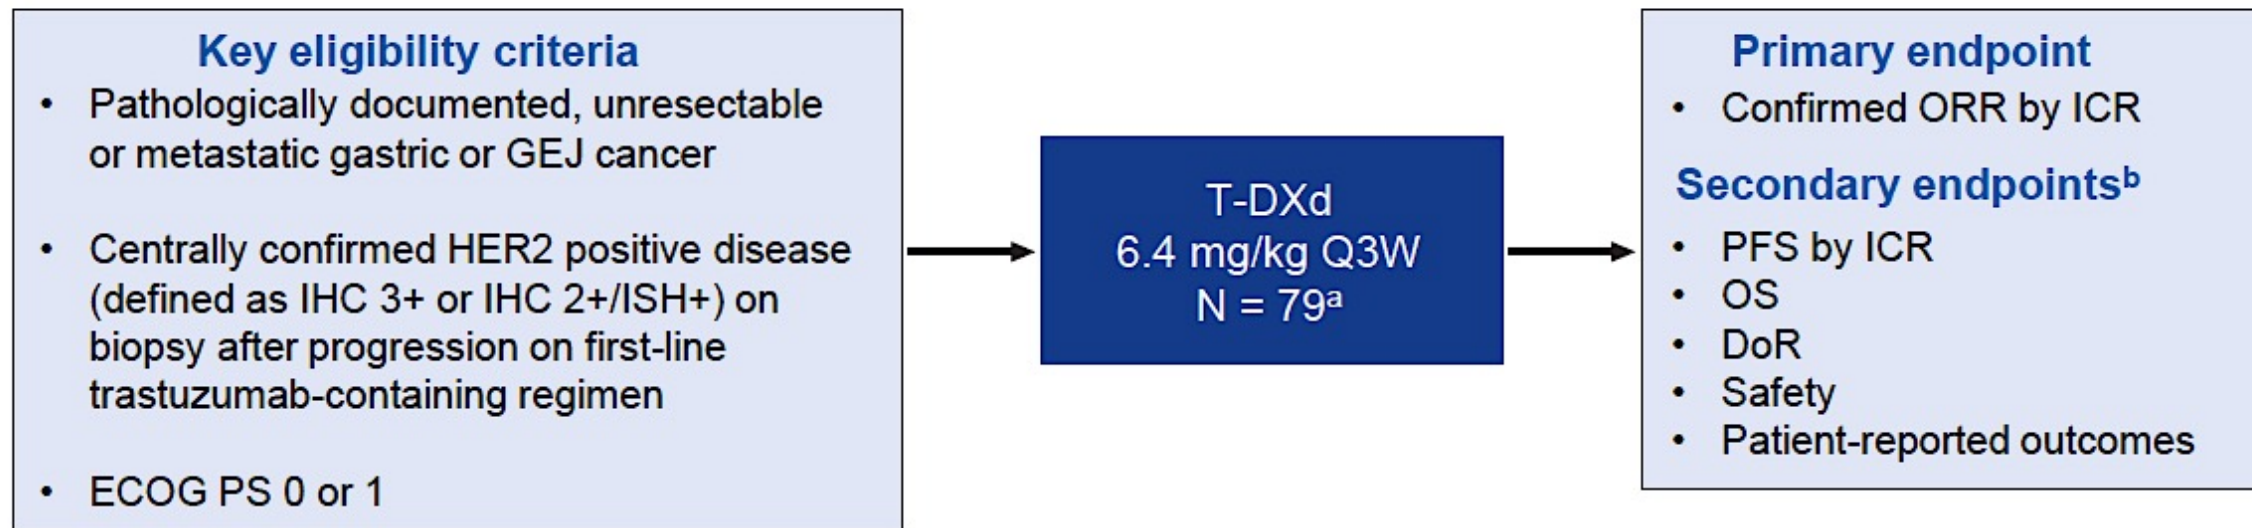 Key eligibility criteria
• Pathologically documented, unresectable
or metastatic gastric or GEJ cancer
• Centrally confirmed HER2 positive disease
(defined as IHC 3+ or IHC 2+/ISH+) on
biopsy after progression on first-line
trastuzumab-containing regimen
• ECOG PS 0 or 1
T-DXd
6.4 mg/kg Q3W
N = 79ᵃ
Primary endpoint
• Confirmed ORR by ICR
Secondary endpointsᵇ
• PFS by ICR
• OS
• DoR
• Safety
• Patient-reported outcomes